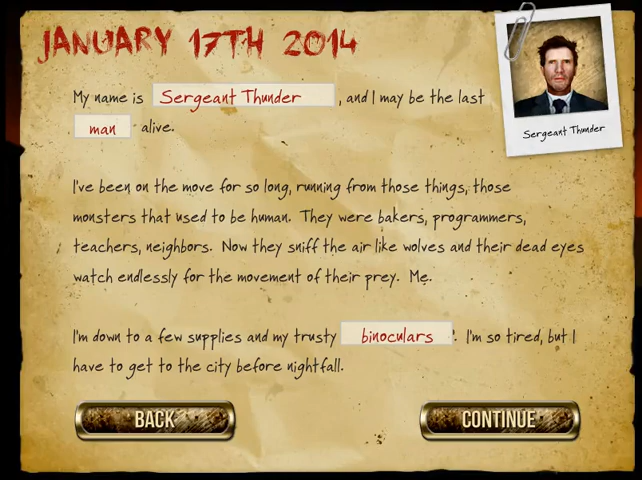 JANUARY 17TH 2014
My name is Sergeant Thunder, and I may be the last
man alive.
Sergeant Thunder
I've been on the move for so long, running from those things, those
monsters that used to be human. They were bakers, programmers,
teachers, neighbors. Now they sniff the air like wolves and their dead eyes
watch endlessly for the movement of their prey. Me.
I'm down to a few supplies and my trusty binoculars. I'm so tired, but I
have to get to the city before nightfall.
BACK
CONTINUE